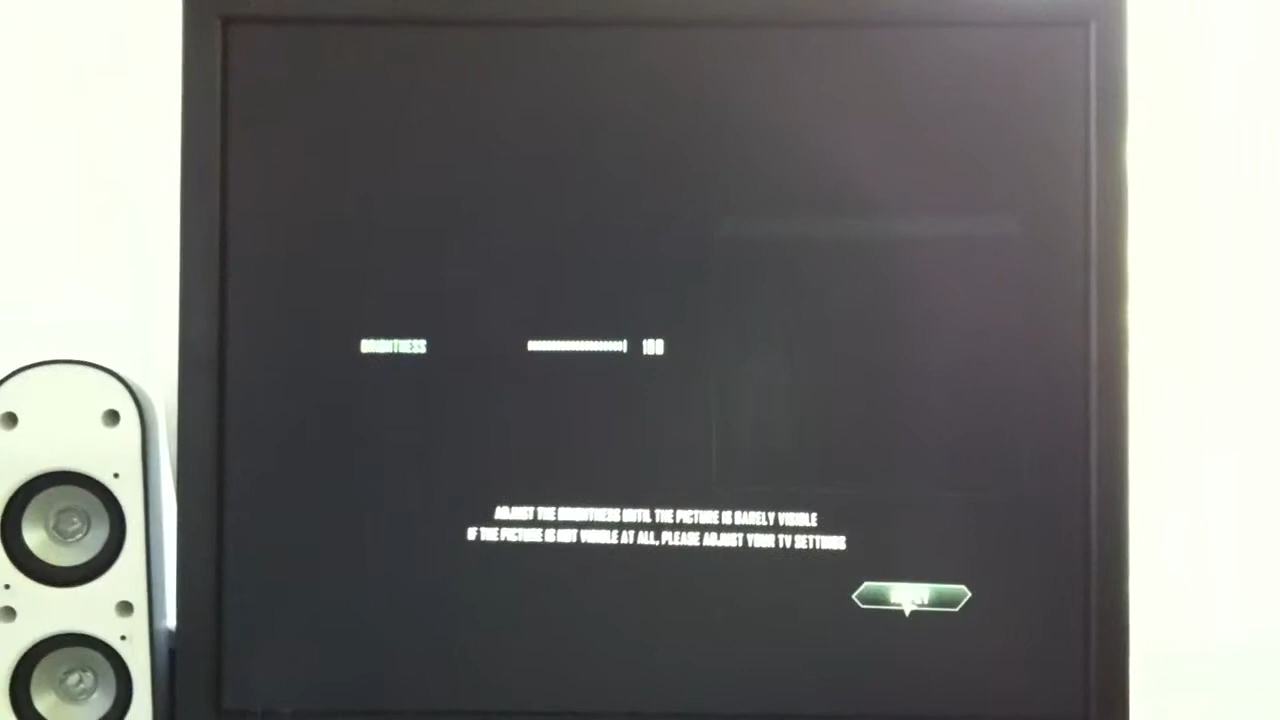 BRIGHTNESS 100
ADJUST THE BRIGHTNESS UNTIL THE PICTURE IS BARELY VISIBLE
IF THE PICTURE IS NOT VISIBLE AT ALL, PLEASE ADJUST YOUR TV SETTINGS